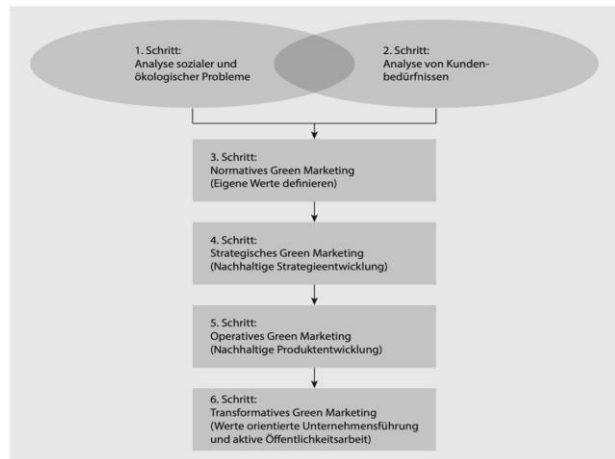 1. Schritt:
Analyse sozialer und
ökologischer Probleme
2. Schritt:
Analyse von Kunden-
bedürfnissen
3. Schritt:
Normatives Green Marketing
(Eigene Werte definieren)
4. Schritt:
Strategisches Green Marketing
(Nachhaltige Strategieentwicklung)
5. Schritt:
Operatives Green Marketing
(Nachhaltige Produktentwicklung)
6. Schritt:
Transformatives Green Marketing
(Werte orientierte Unternehmensführung
und aktive Öffentlichkeitsarbeit)